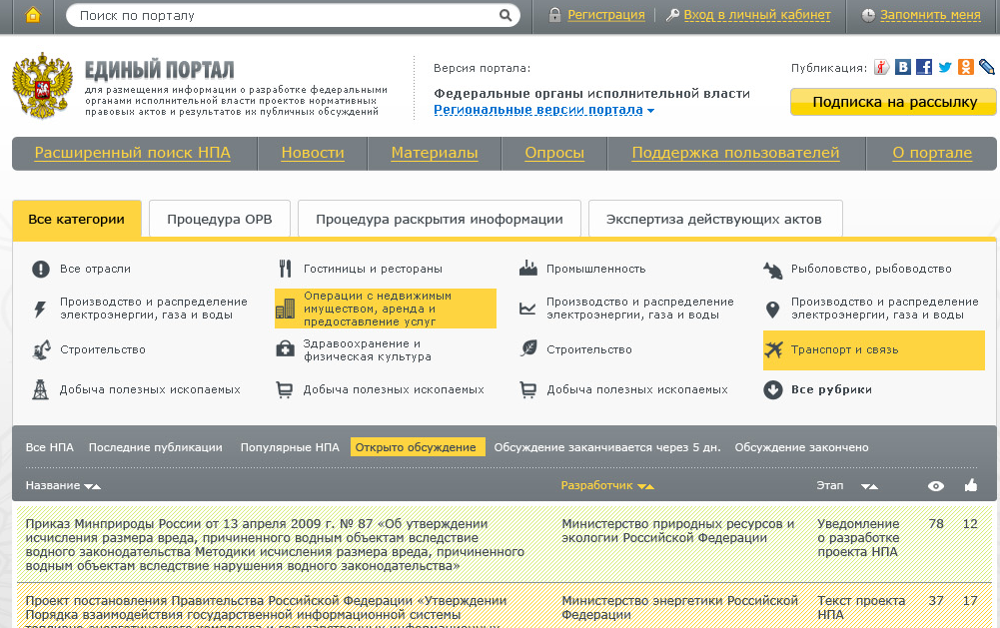 Поиск по порталу
Регистрация
Вход в личный кабинет
Запомнить меня
ЕДИНЫЙ ПОРТАЛ
для размещения информации о разработке федеральными
органами исполнительной власти проектов нормативных
правовых актов и результатов их публичных обсуждений
Версия портала:
Федеральные органы исполнительной власти
Региональные версии портала
Публикация:
Подписка на рассылку
Расширенный поиск НПА
Новости
Материалы
Опросы
Поддержка пользователей
О портале
Все категории
Процедура ОРВ
Процедура раскрытия иноформации
Экспертиза действующих актов
Все отрасли
Гостиницы и рестораны
Промышленность
Рыболовство, рыбоводство
Производство и распределение
электроэнергии, газа и воды
Операции с недвижимым
имуществом, аренда и
предоставление услуг
Производство и распределение
электроэнергии, газа и воды
Производство и распределение
электроэнергии, газа и воды
Строительство
Здравоохранение и
физическая культура
Строительство
Транспорт и связь
Добыча полезных ископаемых
Добыча полезных ископаемых
Добыча полезных ископаемых
Все рубрики
Все НПА
Последние публикации
Популярные НПА
Открыто обсуждение
Обсуждение заканчивается через 5 дн.
Обсуждение закончено
Название
Разработчик
Этап
Приказ Минприроды России от 13 апреля 2009 г. № 87 «Об утверждении
исчисления размера вреда, причиненного водным объектам вследствие
водного законодательства Методики исчисления размера вреда, причиненного
водным объектам вследствие нарушения водного законодательства»
Министерство природных ресурсов и
экологии Российской Федерации
Уведомление
о разработке
проекта НПА
78
12
Проект постановления Правительства Российской Федерации «Утверждении
Порядка взаимодействия государственной информационной системы
топливно-энергетического комплекса и государственных информационных
Министерство энергетики Российской
Федерации
Текст проекта
НПА
37
17